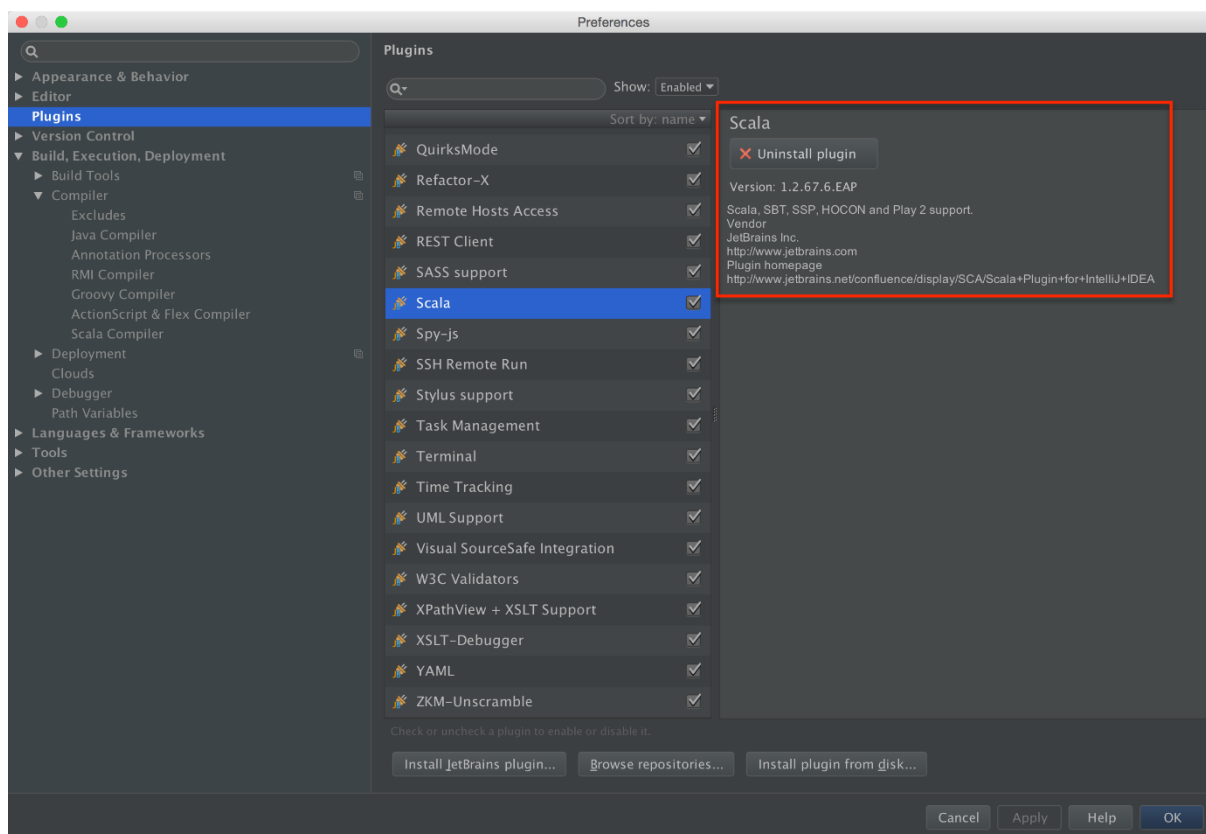 Preferences
Appearance & Behavior
Editor
Plugins
Version Control
Build, Execution, Deployment
Build Tools
Compiler
Excludes
Java Compiler
Annotation Processors
RMI Compiler
Groovy Compiler
ActionScript & Flex Compiler
Scala Compiler
Deployment
Clouds
Debugger
Path Variables
Languages & Frameworks
Tools
Other Settings
Plugins
Show: Enabled
Sort by: name
QuirksMode
Refactor-X
Remote Hosts Access
REST Client
SASS support
Scala
Spy-js
SSH Remote Run
Stylus support
Task Management
Terminal
Time Tracking
UML Support
Visual SourceSafe Integration
W3C Validators
XPathView + XSLT Support
XSLT-Debugger
YAML
ZKM-Unscramble
Check or uncheck a plugin to enable or disable it.
Install JetBrains plugin... Browse repositories... Install plugin from disk...
Scala
Uninstall plugin
Version: 1.2.67.6.EAP
Scala, SBT, SSP, HOCON and Play 2 support.
Vendor
JetBrains Inc.
http://www.jetbrains.com
Plugin homepage
http://www.jetbrains.net/confluence/display/SCA/Scala+Plugin+for+IntelliJ+IDEA
Cancel Apply Help OK